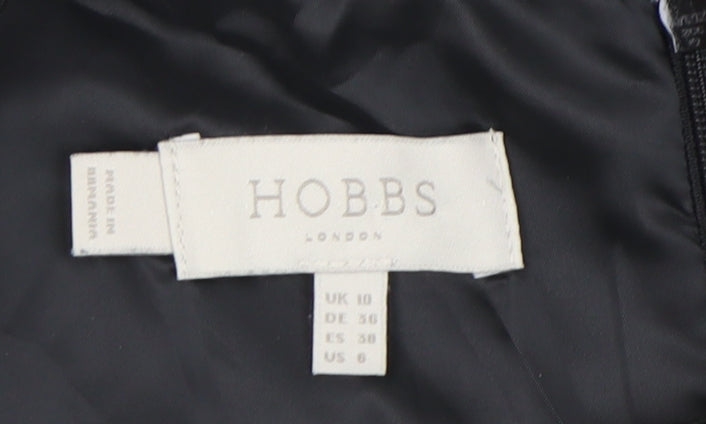 MADE IN
ROMANIA
HOBBS
LONDON
UK 10
DE 36
ES 38
US 6